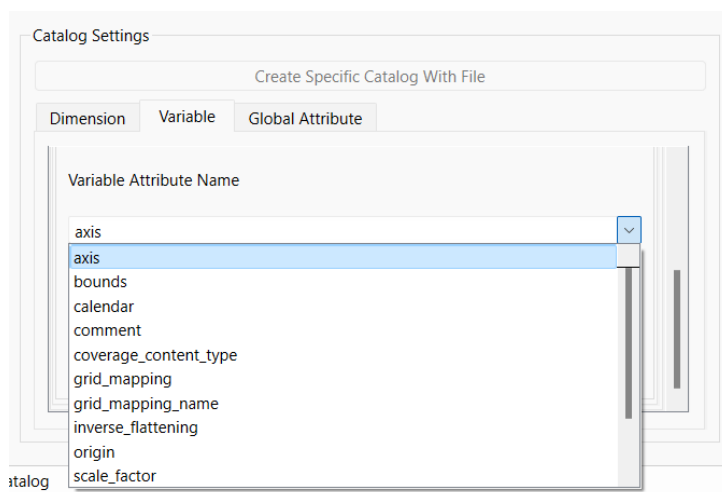 Catalog Settings
Create Specific Catalog With File
Dimension Variable Global Attribute
Variable Attribute Name
axis
axis
bounds
calendar
comment
coverage_content_type
grid_mapping
grid_mapping_name
inverse_flattening
origin
scale_factor
atalog